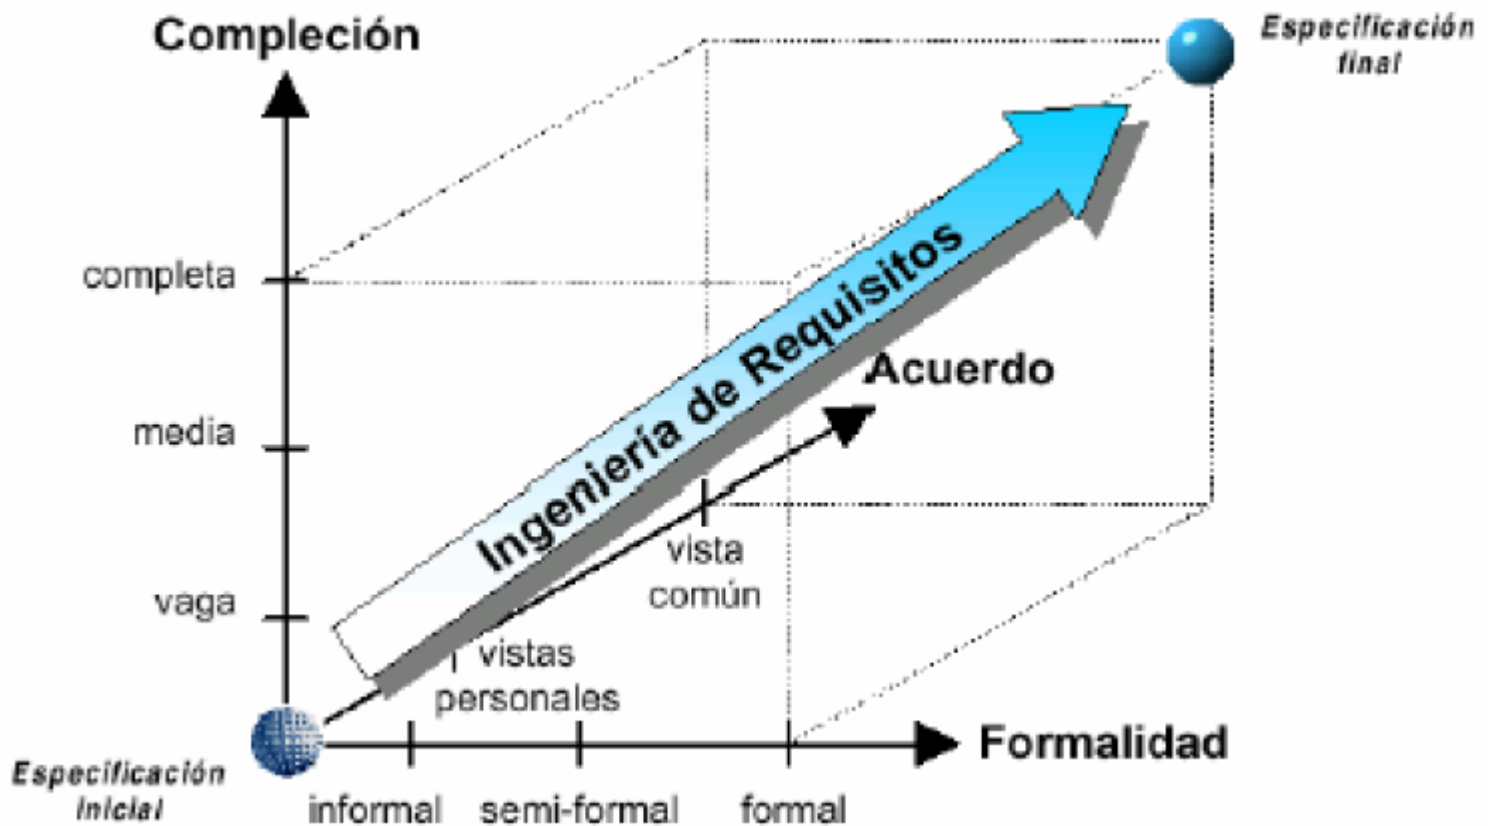 Compleción
Especificación
final
completa
Ingeniería de Requisitos
Acuerdo
media
vista
común
vaga
vistas
personales
Formalidad
Especificación
inicial
informal
semi-formal
formal